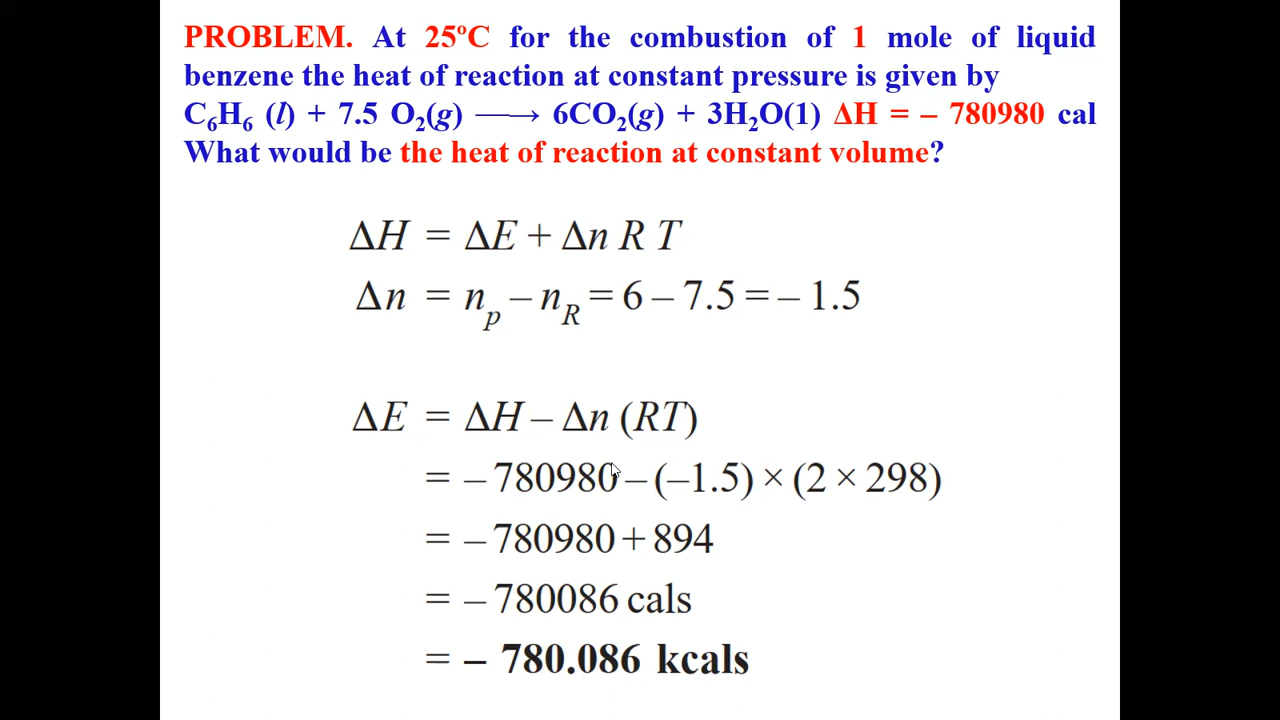 PROBLEM. At 25ºC for the combustion of 1 mole of liquid
benzene the heat of reaction at constant pressure is given by
C₆H₆ (l) + 7.5 O₂(g) ⟶ 6CO₂(g) + 3H₂O(1) ΔH = – 780980 cal
What would be the heat of reaction at constant volume?
ΔH = ΔE + Δn R T
Δn = nₚ – n_R = 6 – 7.5 = – 1.5
ΔE = ΔH – Δn (RT)
= – 780980 – (–1.5) × (2 × 298)
= – 780980 + 894
= – 780086 cals
= – 780.086 kcals